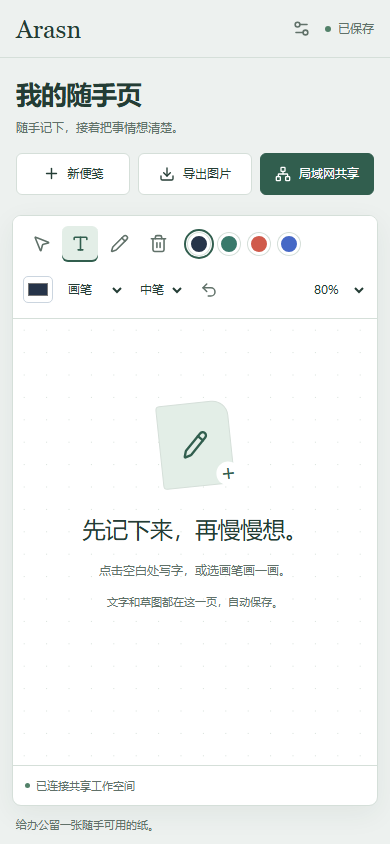 Arasn
已保存
我的随手页
随手记下，接着把事情想清楚。
新便笺
导出图片
局域网共享
画笔
中笔
80%
先记下来，再慢慢想。
点击空白处写字，或选画笔画一画。
文字和草图都在这一页，自动保存。
已连接共享工作空间
给办公留一张随手可用的纸。